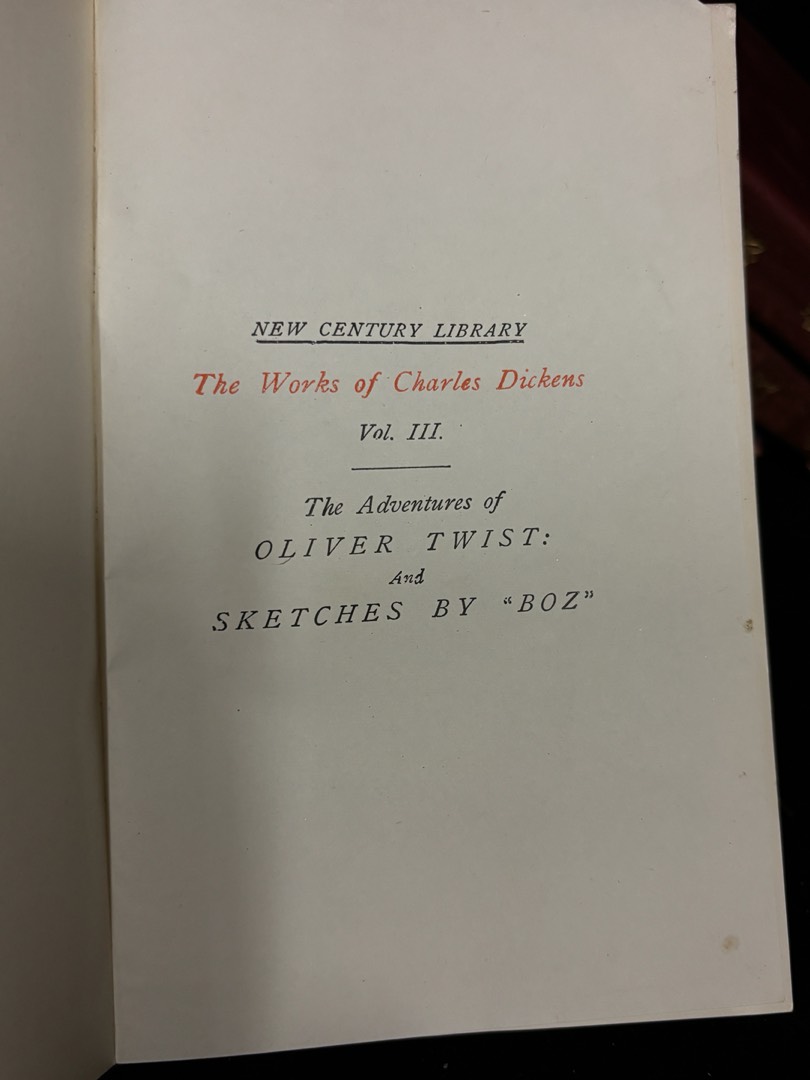 NEW CENTURY LIBRARY
The Works of Charles Dickens
Vol. III.
The Adventures of
OLIVER TWIST:
And
SKETCHES BY “BOZ”